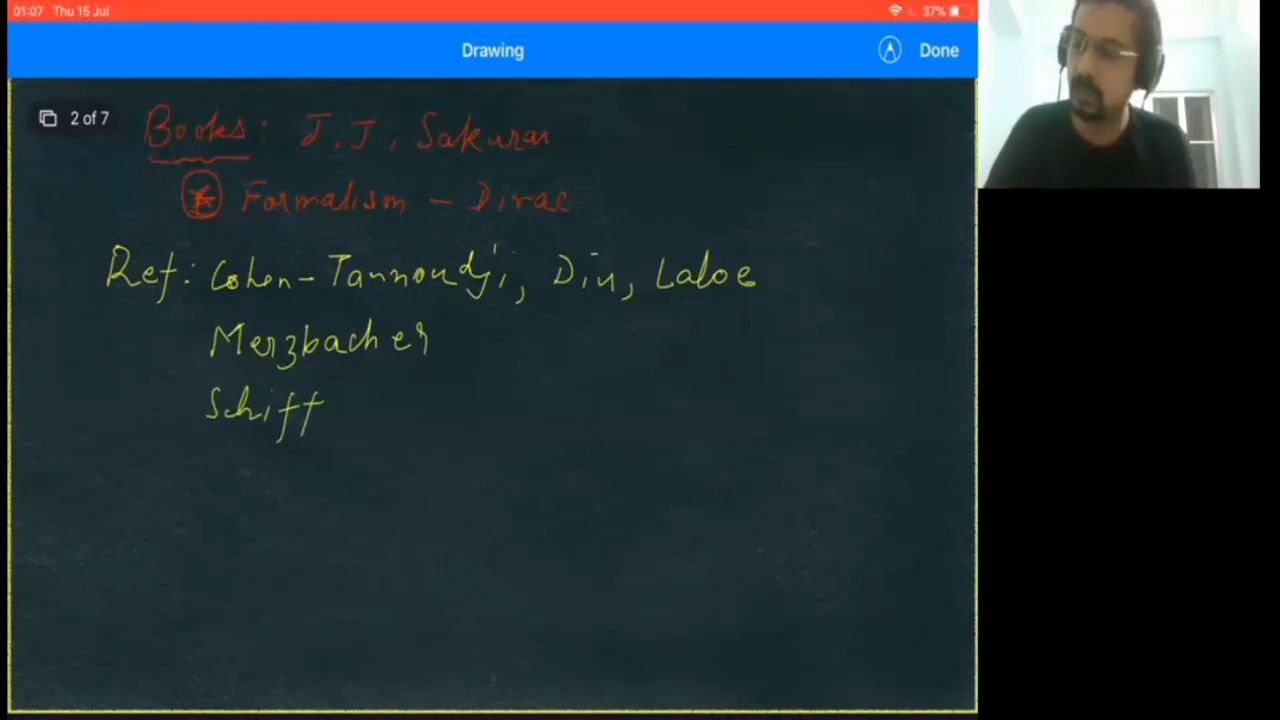 01:07 Thu 15 Jul 37%
Drawing Done
2 of 7
Books: J.J. Sakurai
Formalism - Dirac
Ref: Cohen-Tannoudji, Diu, Laloe
Merzbacher
Schiff